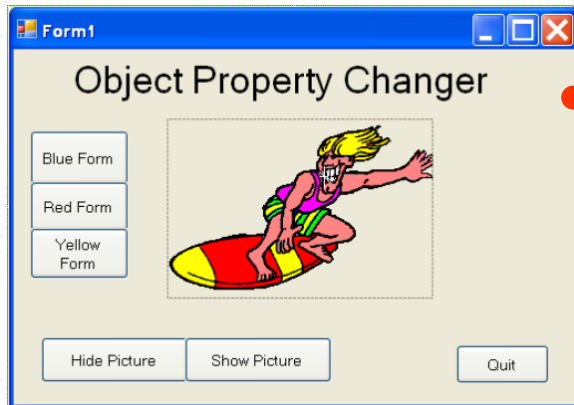 Form1
Object Property Changer
Blue Form
Red Form
Yellow
Form
Hide Picture
Show Picture
Quit